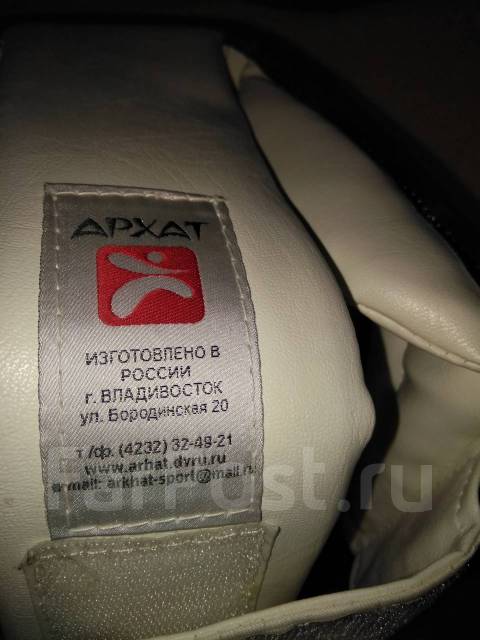 АРХАТ
ИЗГОТОВЛЕНО В
РОССИИ
г. ВЛАДИВОСТОК
ул. Бородинская 20
т /ф. (4232) 32-49-21
www.arhat.dvru.ru
e-mail: arkhat-sport@mail.ru
FarPost.ru